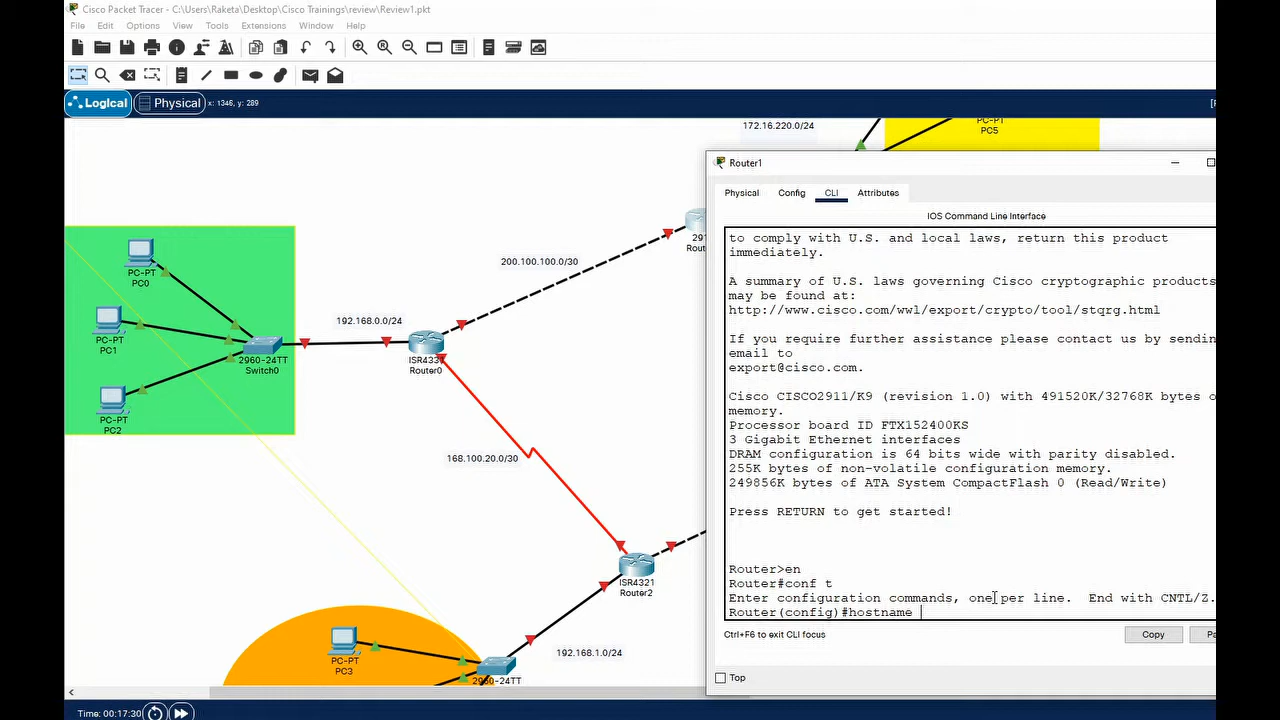 Cisco Packet Tracer - C:\Users\Raketa\Desktop\Cisco Trainings\review\Review1.pkt
File Edit Options View Tools Extensions Window Help
Logical Physical x: 1346, y: 289
172.16.220.0/24
PC-PT
PC5
Router1
Physical Config CLI Attributes
IOS Command Line Interface
to comply with U.S. and local laws, return this product
immediately.
A summary of U.S. laws governing Cisco cryptographic products
may be found at:
http://www.cisco.com/wwl/export/crypto/tool/stqrg.html
If you require further assistance please contact us by sending
email to
export@cisco.com.
Cisco CISCO2911/K9 (revision 1.0) with 491520K/32768K bytes o
memory.
Processor board ID FTX152400KS
3 Gigabit Ethernet interfaces
DRAM configuration is 64 bits wide with parity disabled.
255K bytes of non-volatile configuration memory.
249856K bytes of ATA System CompactFlash 0 (Read/Write)
Press RETURN to get started!
Router>en
Router#conf t
Enter configuration commands, one per line. End with CNTL/Z.
Router(config)#hostname
Ctrl+F6 to exit CLI focus
Copy
Top
PC-PT
PC0
PC-PT
PC1
PC-PT
PC2
2960-24TT
Switch0
192.168.0.0/24
ISR4331
Router0
200.100.100.0/30
168.100.20.0/30
ISR4321
Router2
192.168.1.0/24
PC-PT
PC3
2960-24TT
Time: 00:17:30